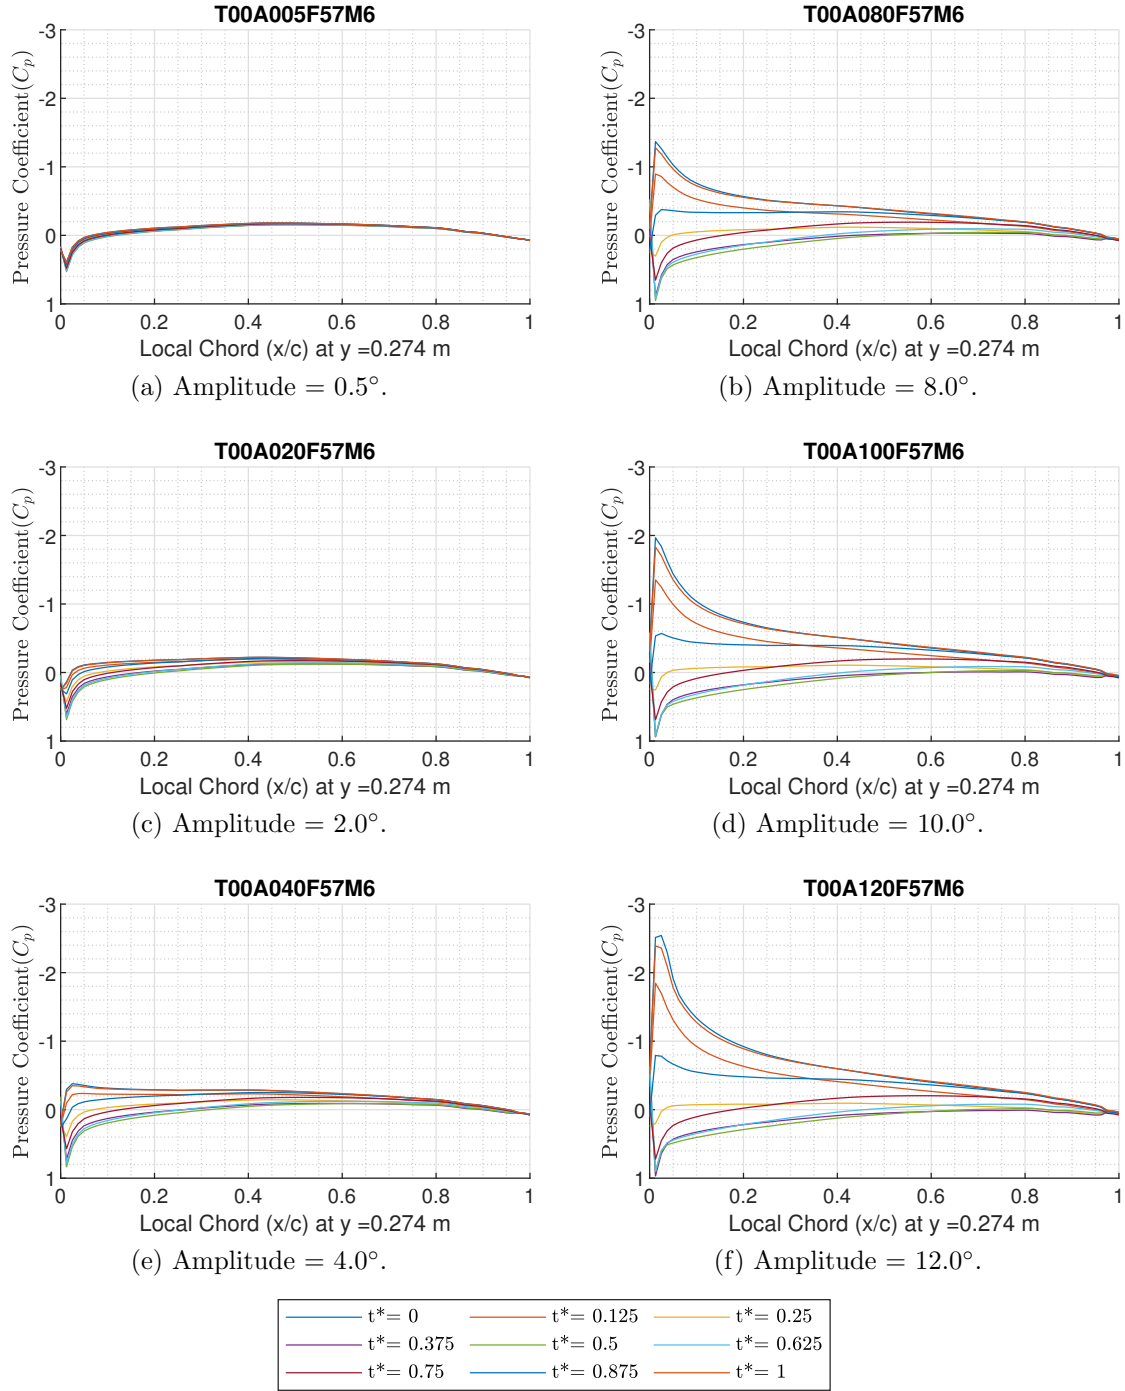 T00A005F57M6
-3
-2
-1
0
1
Pressure Coefficient(C_p)
0 0.2 0.4 0.6 0.8 1
Local Chord (x/c) at y =0.274 m
(a) Amplitude = 0.5°.
T00A080F57M6
-3
-2
-1
0
1
Pressure Coefficient(C_p)
0 0.2 0.4 0.6 0.8 1
Local Chord (x/c) at y =0.274 m
(b) Amplitude = 8.0°.
T00A020F57M6
-3
-2
-1
0
1
Pressure Coefficient(C_p)
0 0.2 0.4 0.6 0.8 1
Local Chord (x/c) at y =0.274 m
(c) Amplitude = 2.0°.
T00A100F57M6
-3
-2
-1
0
1
Pressure Coefficient(C_p)
0 0.2 0.4 0.6 0.8 1
Local Chord (x/c) at y =0.274 m
(d) Amplitude = 10.0°.
T00A040F57M6
-3
-2
-1
0
1
Pressure Coefficient(C_p)
0 0.2 0.4 0.6 0.8 1
Local Chord (x/c) at y =0.274 m
(e) Amplitude = 4.0°.
T00A120F57M6
-3
-2
-1
0
1
Pressure Coefficient(C_p)
0 0.2 0.4 0.6 0.8 1
Local Chord (x/c) at y =0.274 m
(f) Amplitude = 12.0°.
t*= 0 t*= 0.125 t*= 0.25
t*= 0.375 t*= 0.5 t*= 0.625
t*= 0.75 t*= 0.875 t*= 1